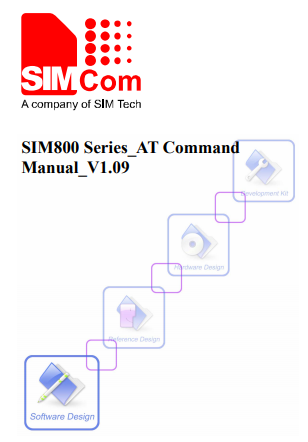 SIMCom
A company of SIM Tech
SIM800 Series_AT Command
Manual_V1.09
Development Kit
Hardware Design
Reference Design
Software Design